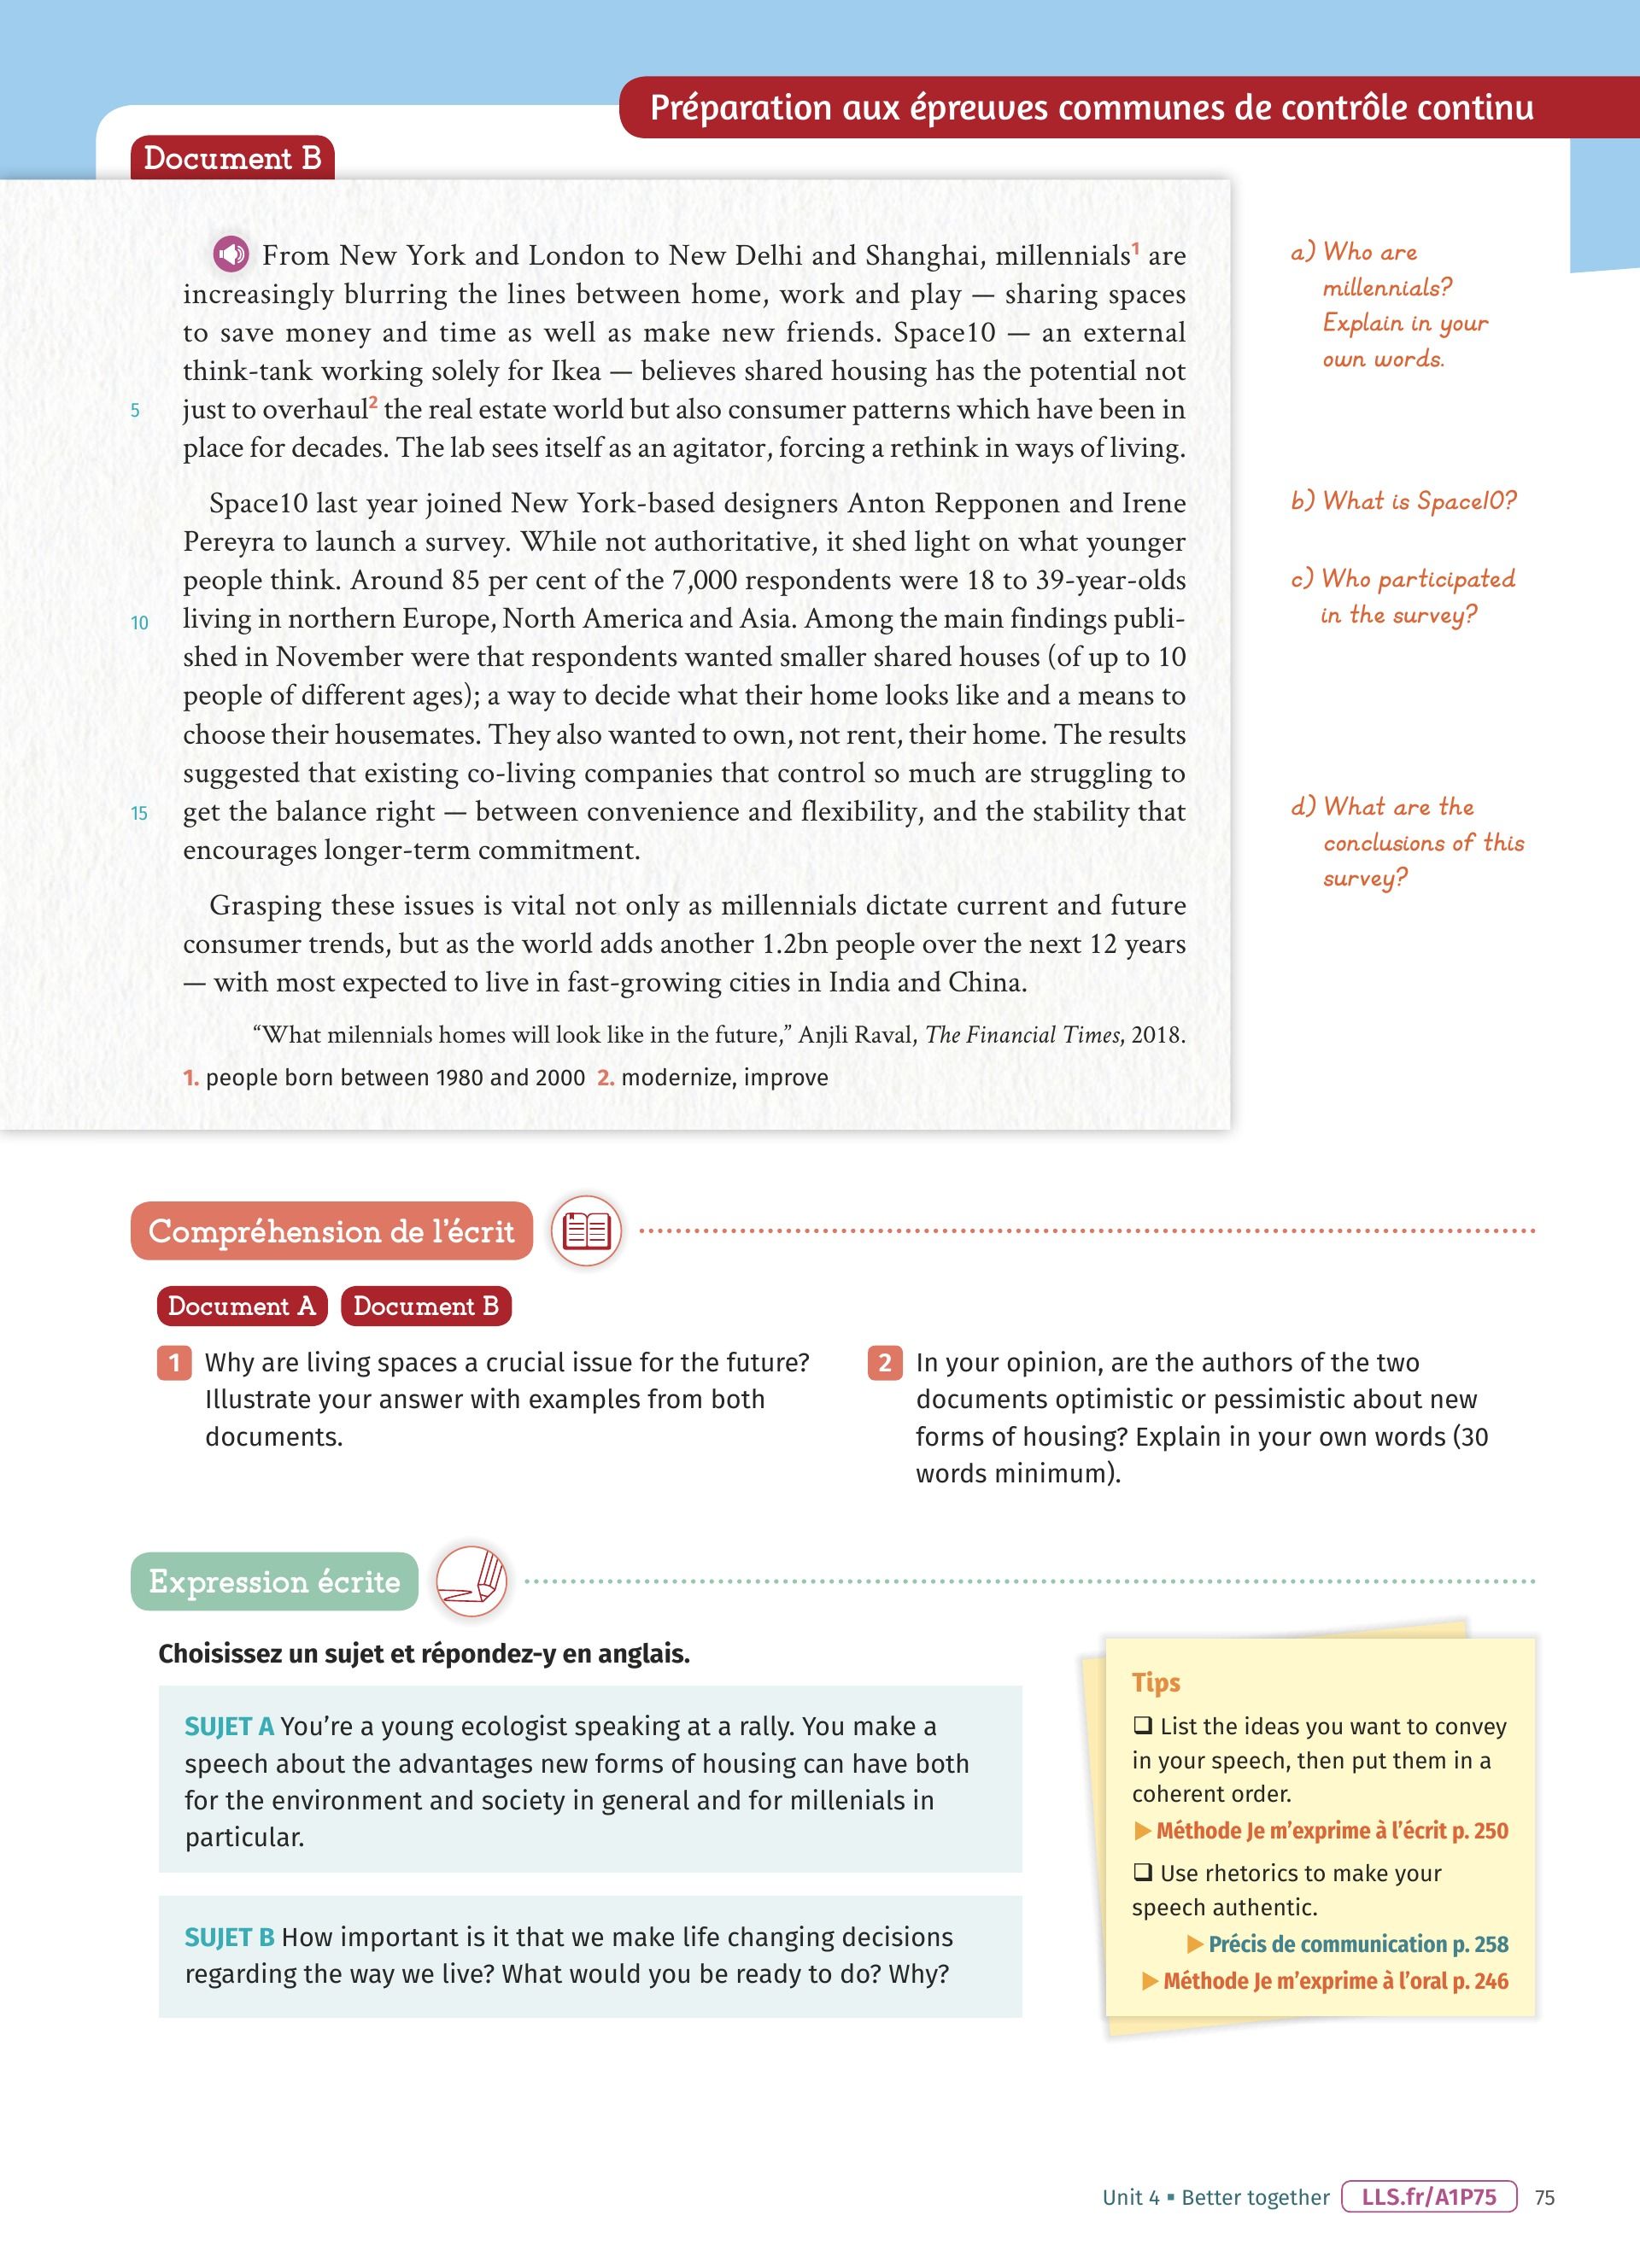 Préparation aux épreuves communes de contrôle continu
Document B
From New York and London to New Delhi and Shanghai, millennials1 are
increasingly blurring the lines between home, work and play — sharing spaces
to save money and time as well as make new friends. Space10 — an external
think-tank working solely for Ikea — believes shared housing has the potential not
5 just to overhaul2 the real estate world but also consumer patterns which have been in
place for decades. The lab sees itself as an agitator, forcing a rethink in ways of living.
Space10 last year joined New York-based designers Anton Repponen and Irene
Pereyra to launch a survey. While not authoritative, it shed light on what younger
people think. Around 85 per cent of the 7,000 respondents were 18 to 39-year-olds
10 living in northern Europe, North America and Asia. Among the main findings publi-
shed in November were that respondents wanted smaller shared houses (of up to 10
people of different ages); a way to decide what their home looks like and a means to
choose their housemates. They also wanted to own, not rent, their home. The results
suggested that existing co-living companies that control so much are struggling to
15 get the balance right — between convenience and flexibility, and the stability that
encourages longer-term commitment.
Grasping these issues is vital not only as millennials dictate current and future
consumer trends, but as the world adds another 1.2bn people over the next 12 years
— with most expected to live in fast-growing cities in India and China.
“What milennials homes will look like in the future,” Anjli Raval, The Financial Times, 2018.
1. people born between 1980 and 2000 2. modernize, improve
a) Who are
millennials?
Explain in your
own words.
b) What is Space10?
c) Who participated
in the survey?
d) What are the
conclusions of this
survey?
Compréhension de l’écrit
Document A Document B
1 Why are living spaces a crucial issue for the future?
Illustrate your answer with examples from both
documents.
2 In your opinion, are the authors of the two
documents optimistic or pessimistic about new
forms of housing? Explain in your own words (30
words minimum).
Expression écrite
Choisissez un sujet et répondez-y en anglais.
SUJET A You’re a young ecologist speaking at a rally. You make a
speech about the advantages new forms of housing can have both
for the environment and society in general and for millenials in
particular.
SUJET B How important is it that we make life changing decisions
regarding the way we live? What would you be ready to do? Why?
Tips
❑ List the ideas you want to convey
in your speech, then put them in a
coherent order.
▶ Méthode Je m’exprime à l’écrit p. 250
❑ Use rhetorics to make your
speech authentic.
▶ Précis de communication p. 258
▶ Méthode Je m’exprime à l’oral p. 246
Unit 4 ▪ Better together LLS.fr/A1P75 75